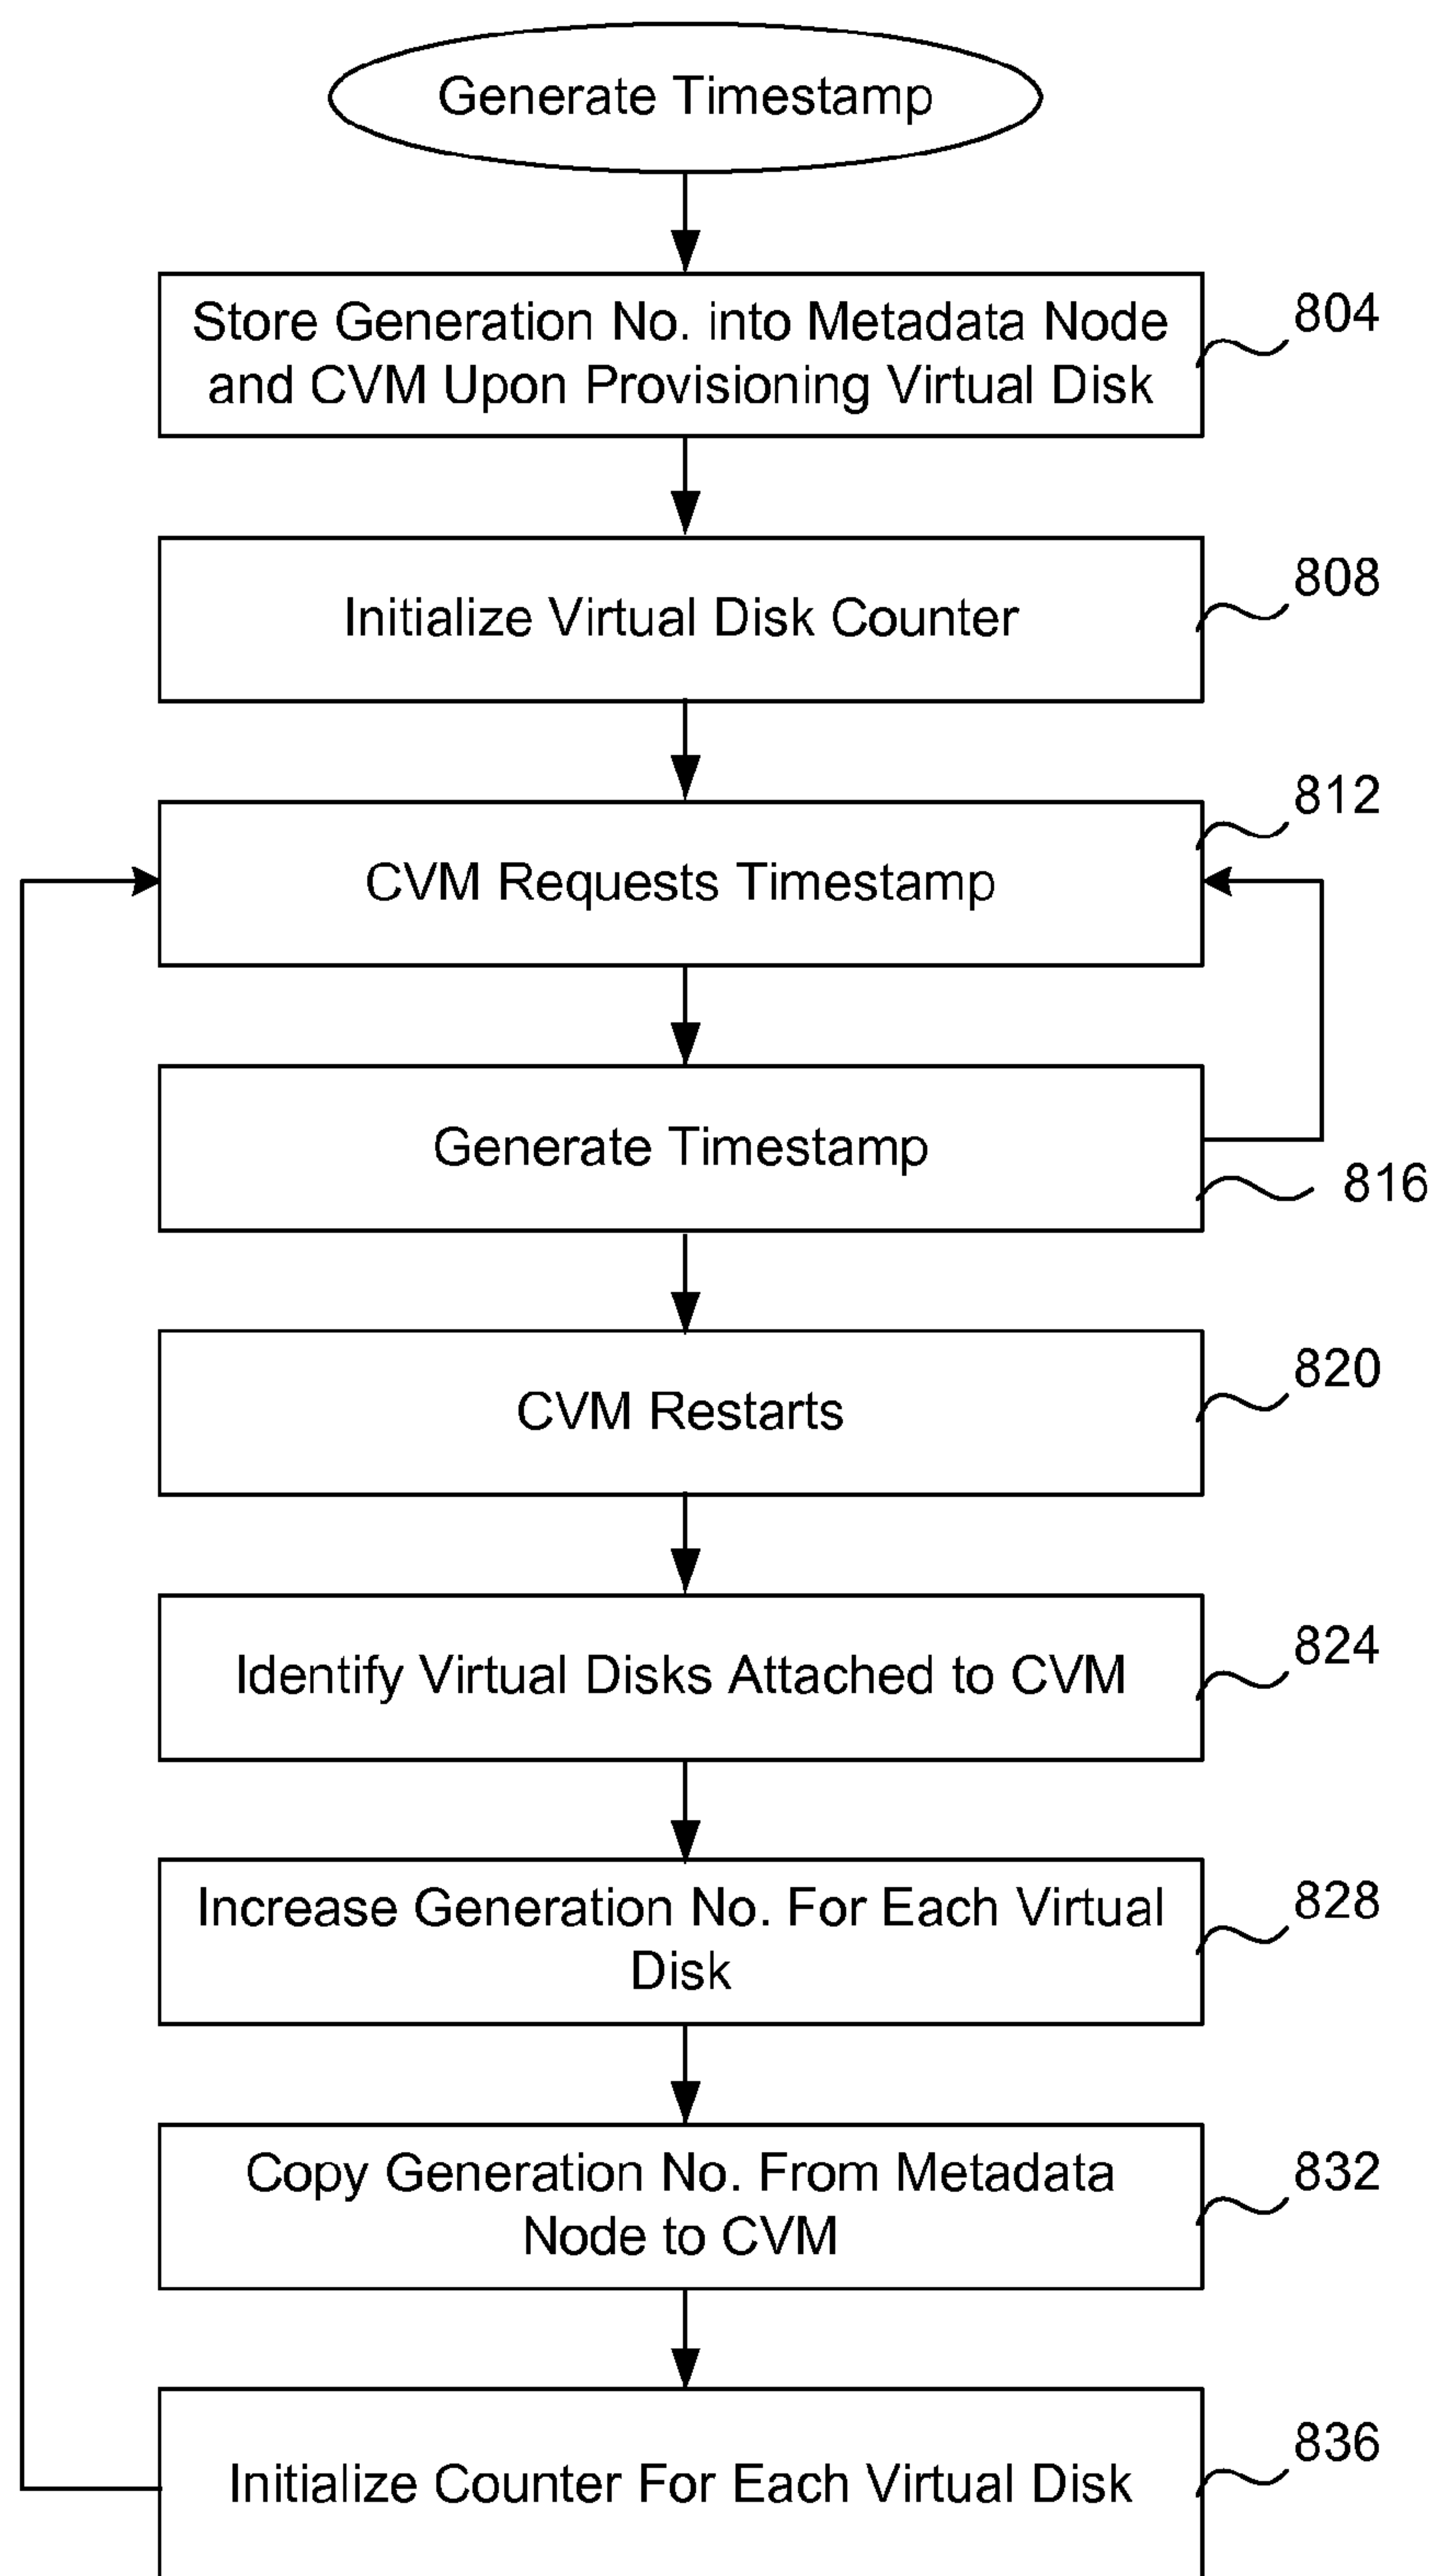 Generate Timestamp
Store Generation No. into Metadata Node
and CVM Upon Provisioning Virtual Disk
804
Initialize Virtual Disk Counter
808
CVM Requests Timestamp
812
Generate Timestamp
816
CVM Restarts
820
Identify Virtual Disks Attached to CVM
824
Increase Generation No. For Each Virtual
Disk
828
Copy Generation No. From Metadata
Node to CVM
832
Initialize Counter For Each Virtual Disk
836